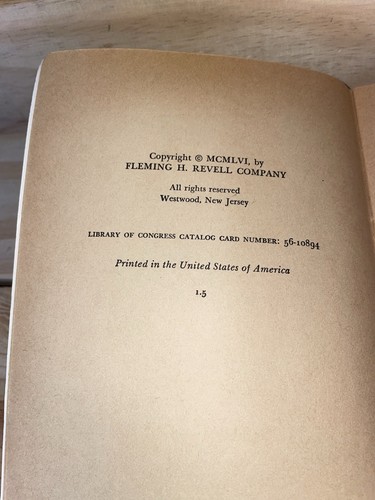 Copyright © MCMLVI, by
FLEMING H. REVELL COMPANY
All rights reserved
Westwood, New Jersey
LIBRARY OF CONGRESS CATALOG CARD NUMBER: 56-10894
Printed in the United States of America
1.5